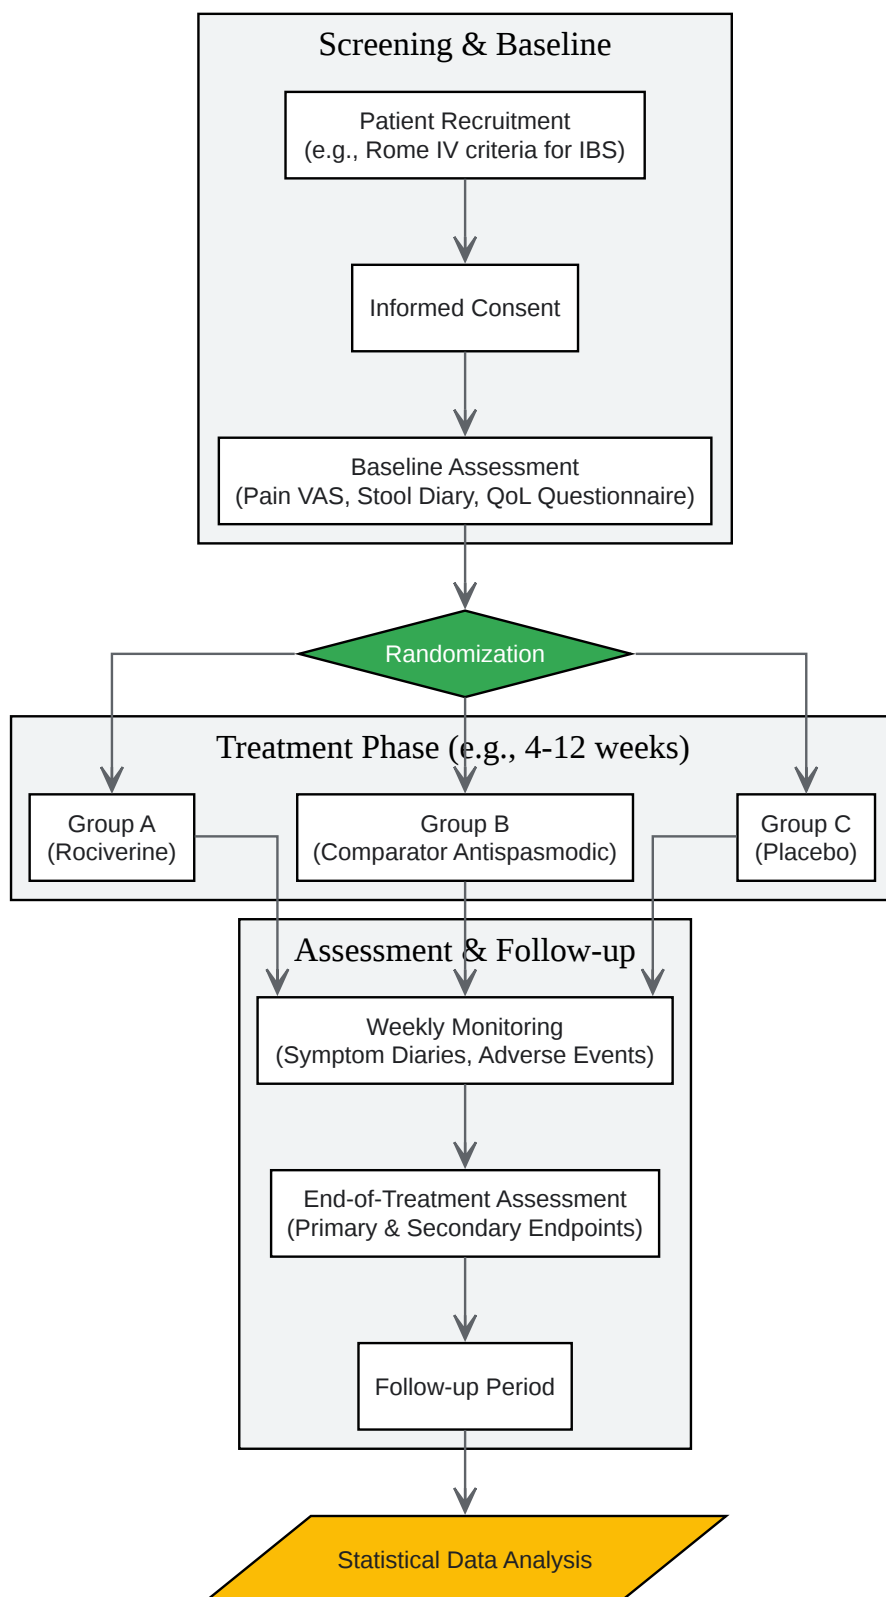 Screening & Baseline
Patient Recruitment
(e.g., Rome IV criteria for IBS)
Informed Consent
Baseline Assessment
(Pain VAS, Stool Diary, QoL Questionnaire)
Randomization
Treatment Phase (e.g., 4-12 weeks)
Group A
(Rociverine)
Group B
(Comparator Antispasmodic)
Group C
(Placebo)
Assessment & Follow-up
Weekly Monitoring
(Symptom Diaries, Adverse Events)
End-of-Treatment Assessment
(Primary & Secondary Endpoints)
Follow-up Period
Statistical Data Analysis